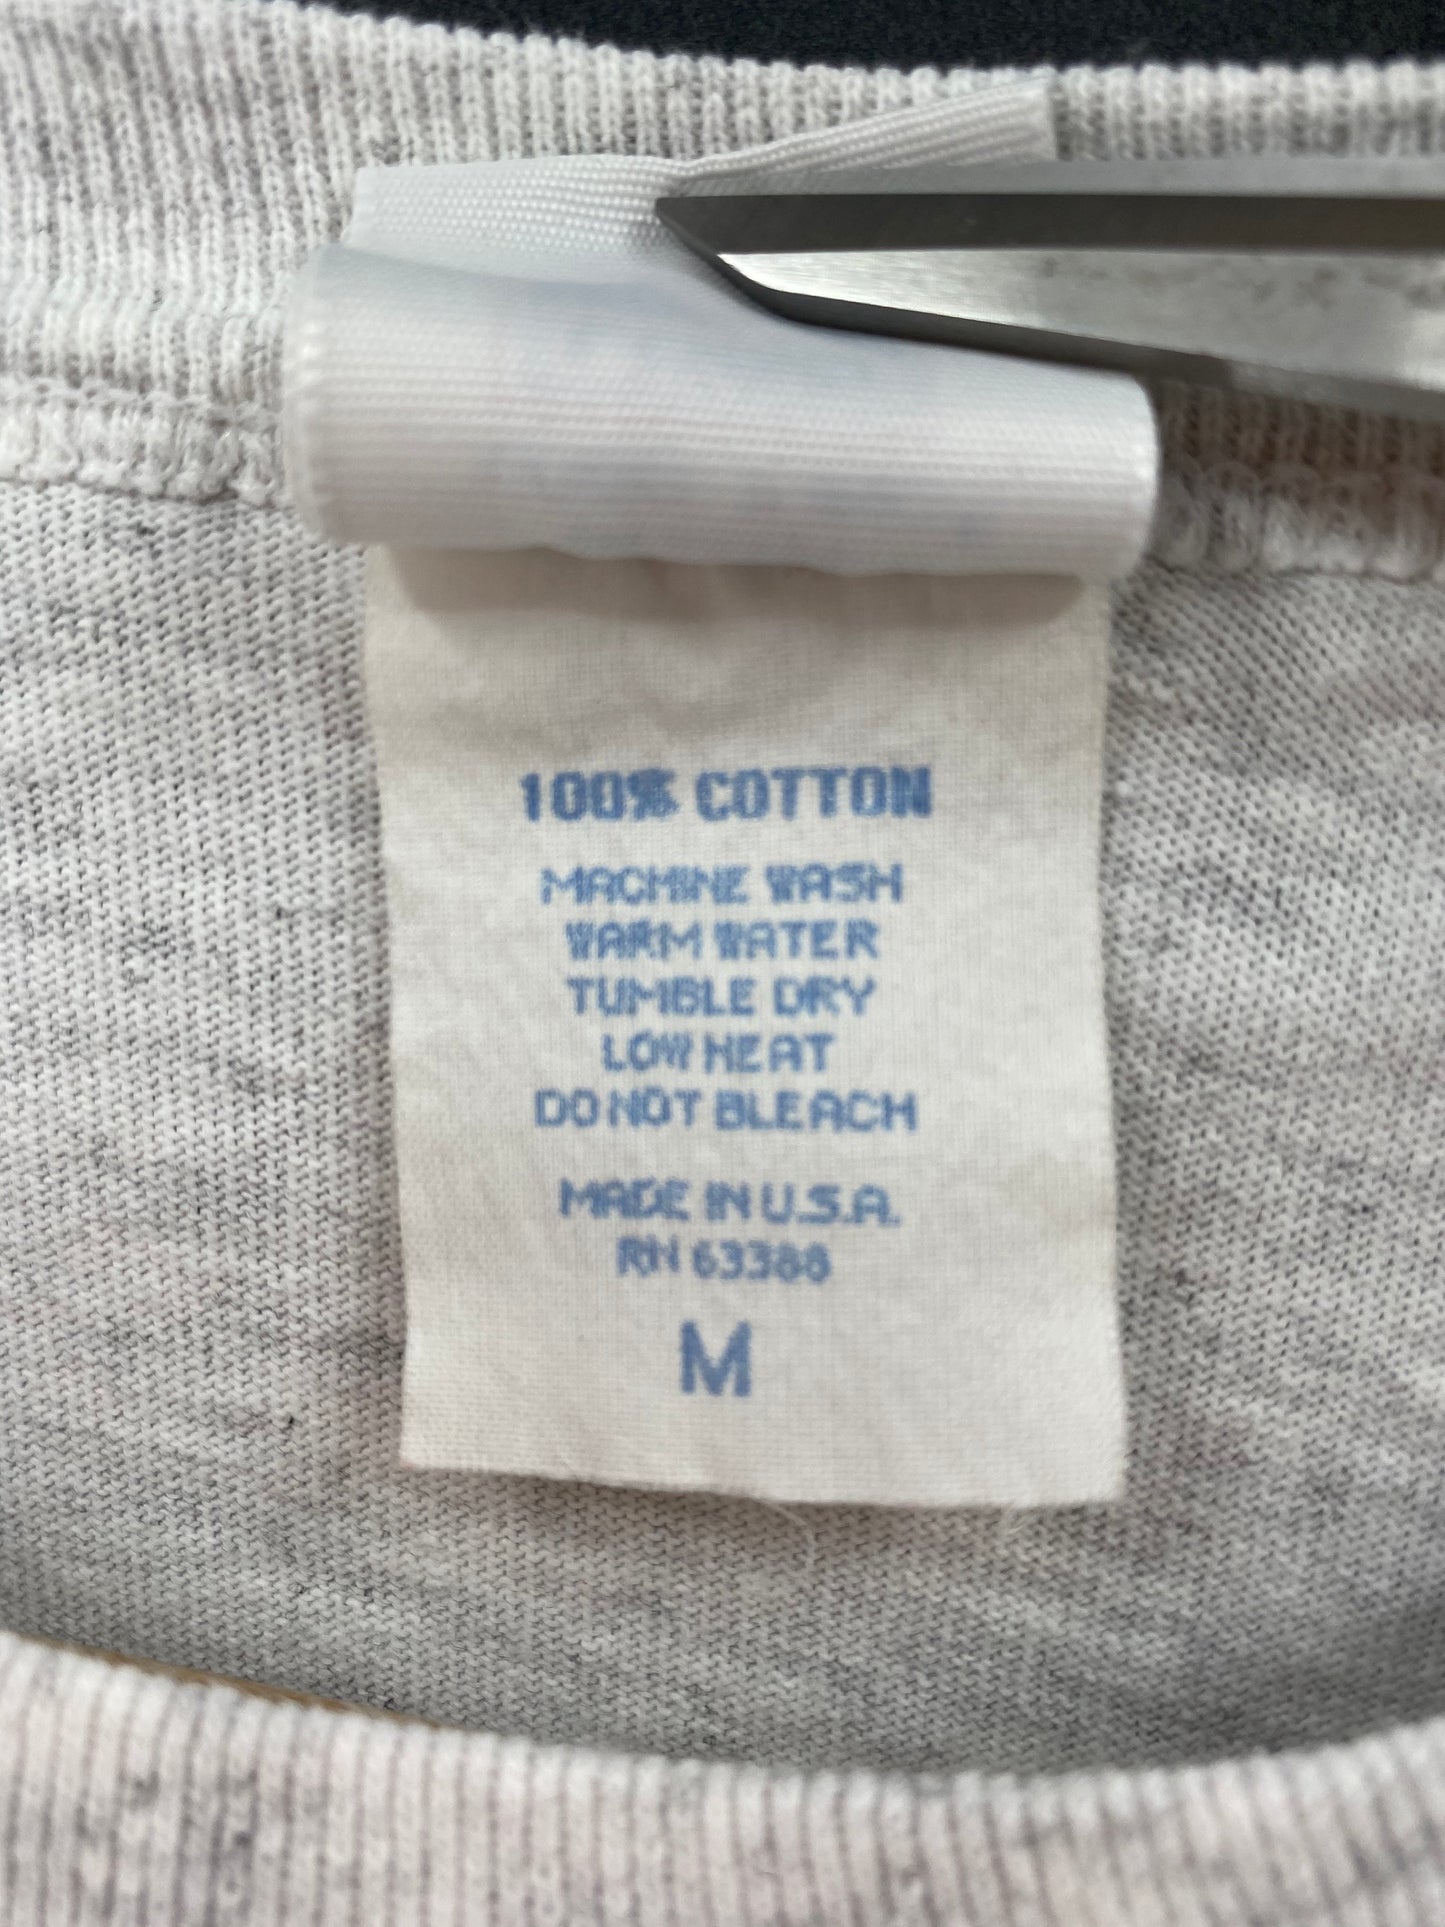 100% COTTON
MACHINE WASH
WARM WATER
TUMBLE DRY
LOW HEAT
DO NOT BLEACH
MADE IN U.S.A.
RN 63388
M